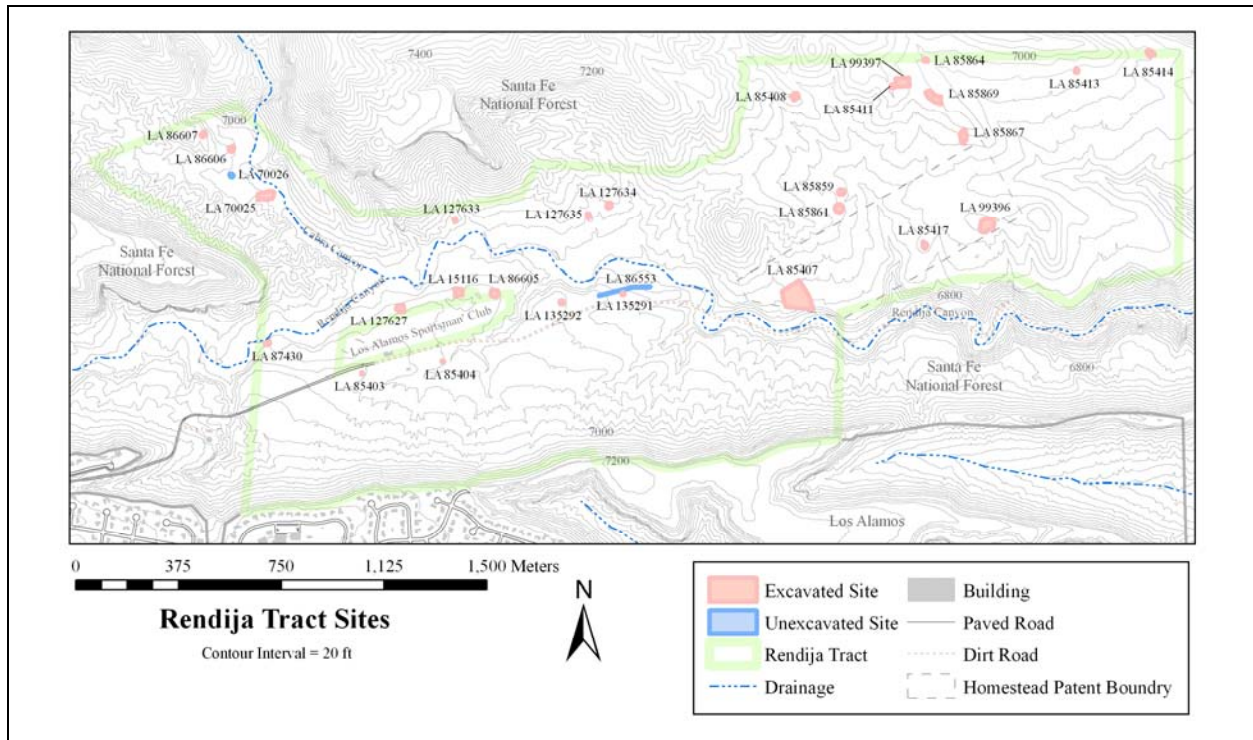 7400
7200
Santa Fe
National Forest
7000
LA 99397
LA 85864
7000
LA 85414
LA 85413
LA 85408
LA 85411
LA 85869
LA 85867
7000
LA 86607
LA 86606
LA 70026
LA 70025
LA 127633
LA 127634
LA 127635
LA 85859
LA 85861
LA 99396
LA 85417
Santa Fe
National Forest
Rendija Canyon
LA 15116
LA 86605
LA 86553
LA 85407
LA 135291
LA 135292
LA 127627
Los Alamos Sportsman' Club
6800
Rendija Canyon
LA 87430
LA 85403
LA 85404
Santa Fe
National Forest
6800
7000
7200
Los Alamos
0 375 750 1,125 1,500 Meters
Rendija Tract Sites
Contour Interval = 20 ft
N
Excavated Site
Unexcavated Site
Rendija Tract
Drainage
Building
Paved Road
Dirt Road
Homestead Patent Boundry